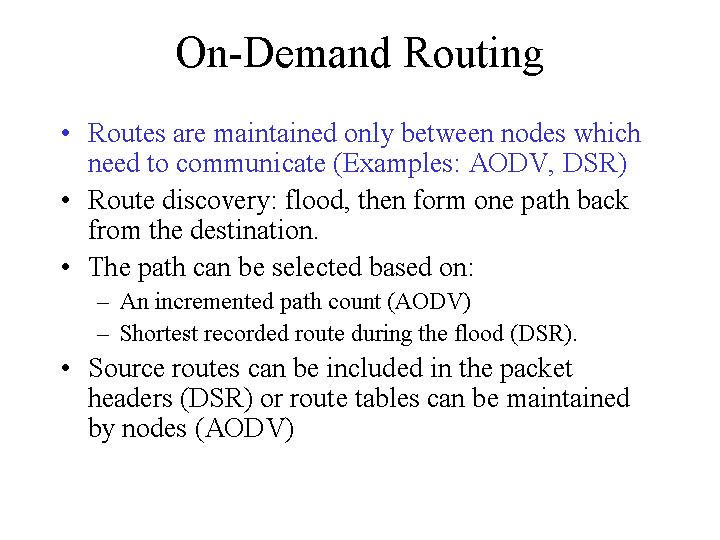 On-Demand Routing
• Routes are maintained only between nodes which
need to communicate (Examples: AODV, DSR)
• Route discovery: flood, then form one path back
from the destination.
• The path can be selected based on:
– An incremented path count (AODV)
– Shortest recorded route during the flood (DSR).
• Source routes can be included in the packet
headers (DSR) or route tables can be maintained
by nodes (AODV)